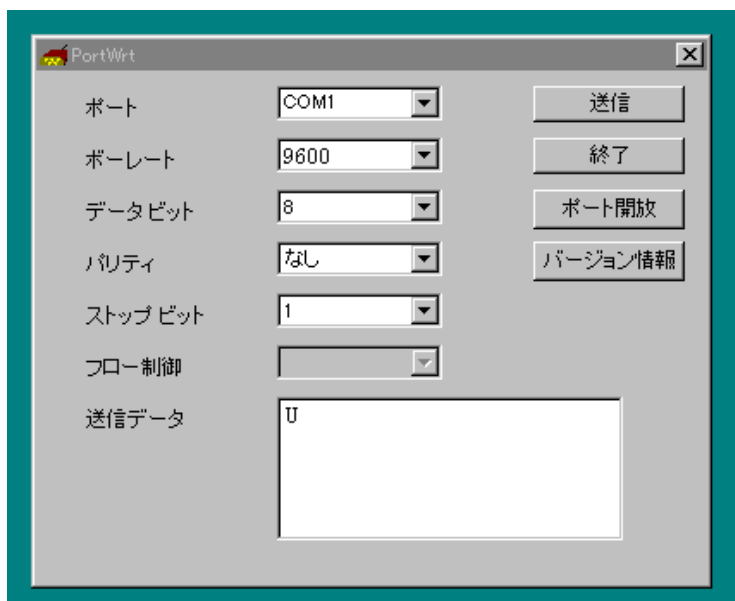 PortWrt
ポート
COM1
送信
ボーレート
9600
終了
データ ビット
8
ポート開放
パリティ
なし
バージョン情報
ストップ ビット
1
フロー制御
送信データ
U